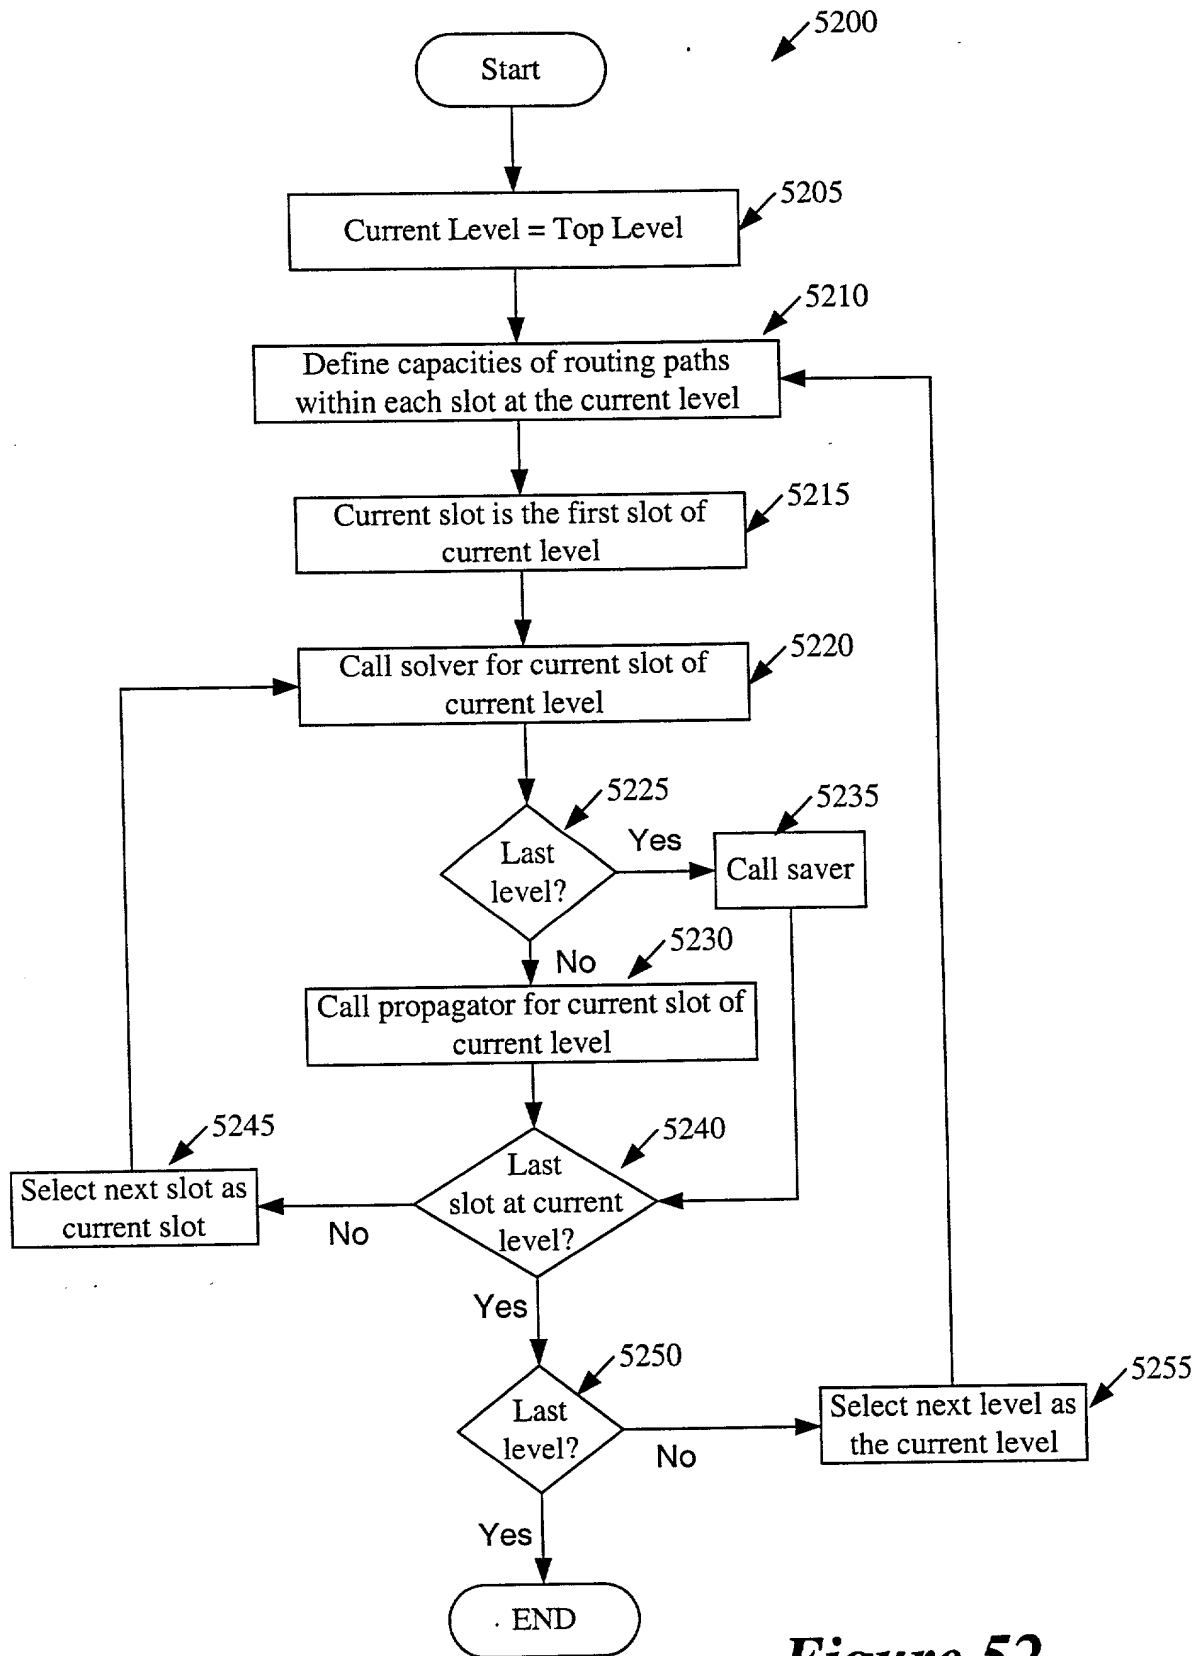 5200
Start
5205
Current Level = Top Level
5210
Define capacities of routing paths
within each slot at the current level
5215
Current slot is the first slot of
current level
5220
Call solver for current slot of
current level
5225
Last
level?
Yes
5235
Call saver
No
5230
Call propagator for current slot of
current level
5245
Select next slot as
current slot
No
5240
Last
slot at current
level?
Yes
5250
Last
level?
No
5255
Select next level as
the current level
Yes
END
Figure 52